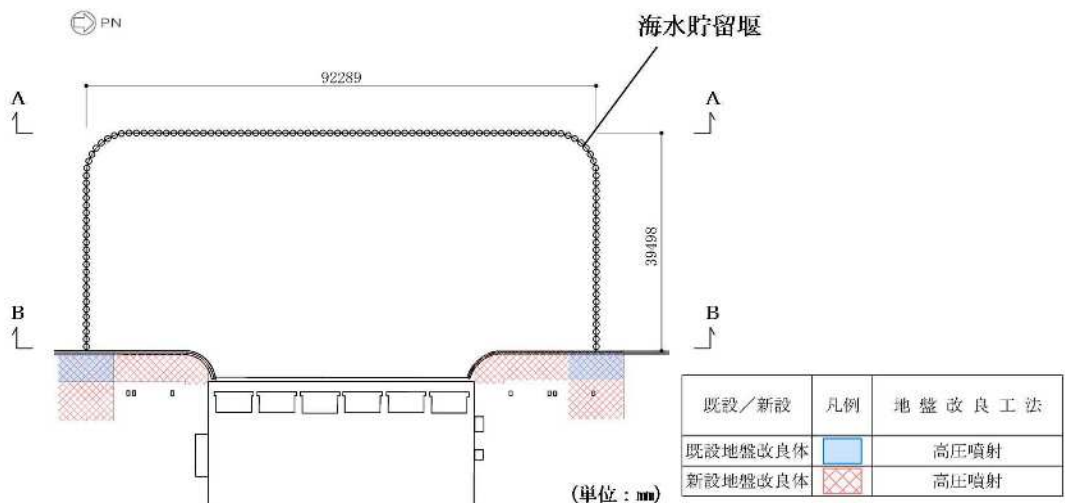 PN
海水貯留堰
92289
A A
39498
B B
既設／新設 凡例 地盤改良工法
既設地盤改良体 高圧噴射
新設地盤改良体 高圧噴射
(単位：mm)